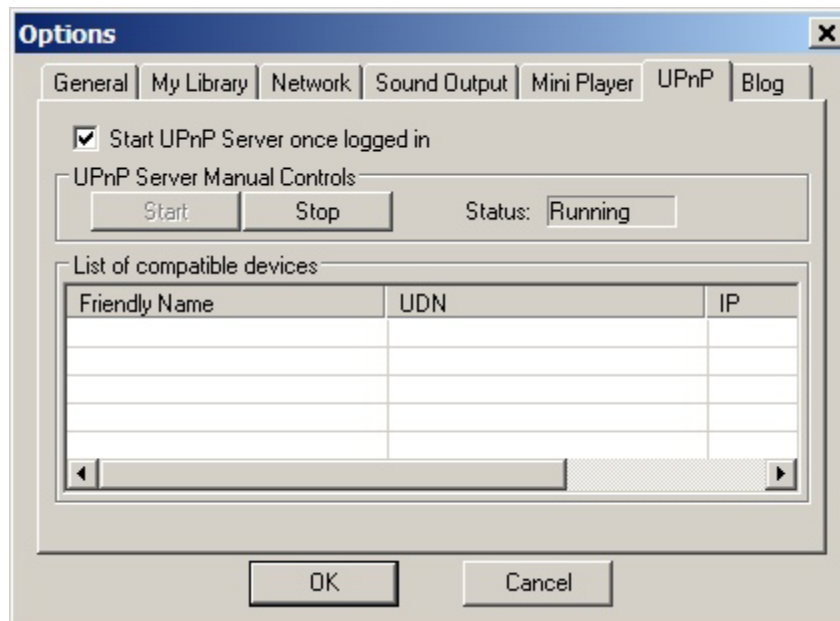 Options
General My Library Network Sound Output Mini Player UPnP Blog
Start UPnP Server once logged in
UPnP Server Manual Controls
Start Stop Status: Running
List of compatible devices
Friendly Name UDN IP
OK Cancel